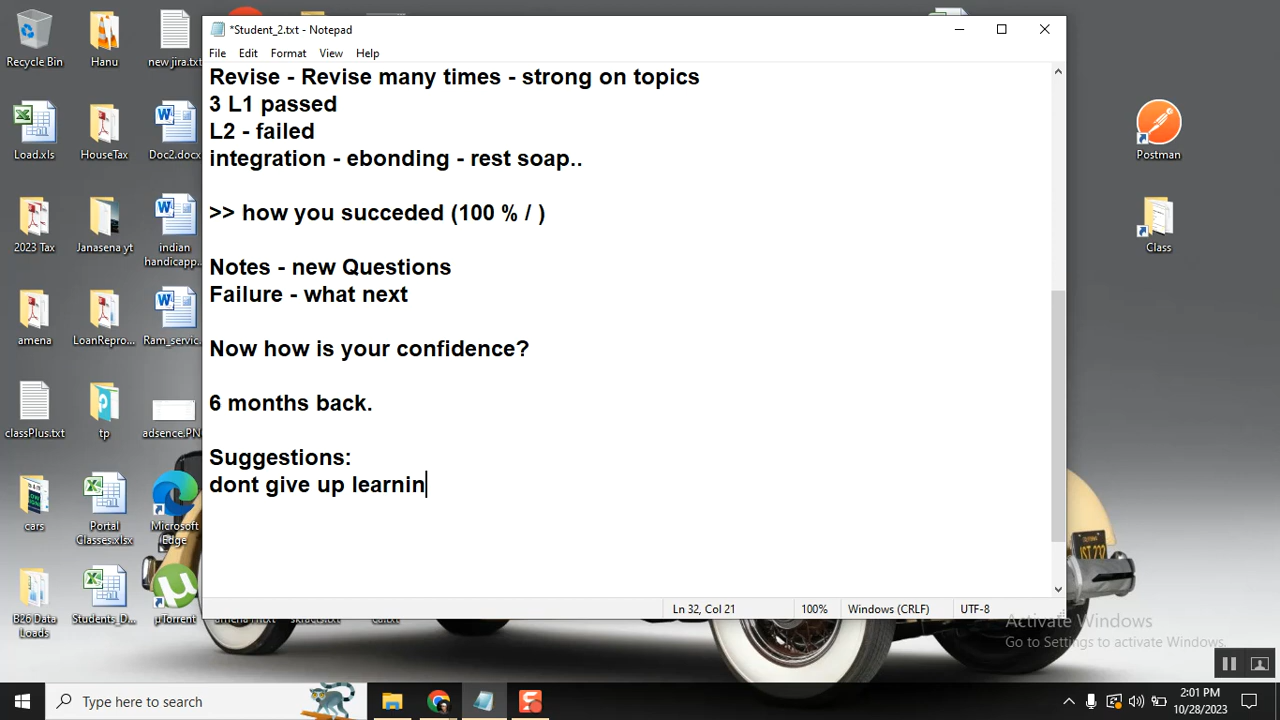 *Student_2.txt - Notepad
File Edit Format View Help
Revise - Revise many times - strong on topics
3 L1 passed
L2 - failed
integration - ebonding - rest soap..
>> how you succeded (100 % / )
Notes - new Questions
Failure - what next
Now how is your confidence?
6 months back.
Suggestions:
dont give up learnin
Ln 32, Col 21 100% Windows (CRLF) UTF-8
Recycle Bin Hanu new jira.txt
Load.xls HouseTax Doc2.docx
2023 Tax Janasena yt indian
handicapp...
amena LoanRepro... Ram_servic...
classPlus.txt tp adsence.PN
cars Portal Microsoft
Classes.xlsx Edge
B26 Data Students_D... µTorrent
Loads
Postman
Class
Activate Windows
Go to Settings to activate Windows.
Type here to search
2:01 PM
10/28/2023